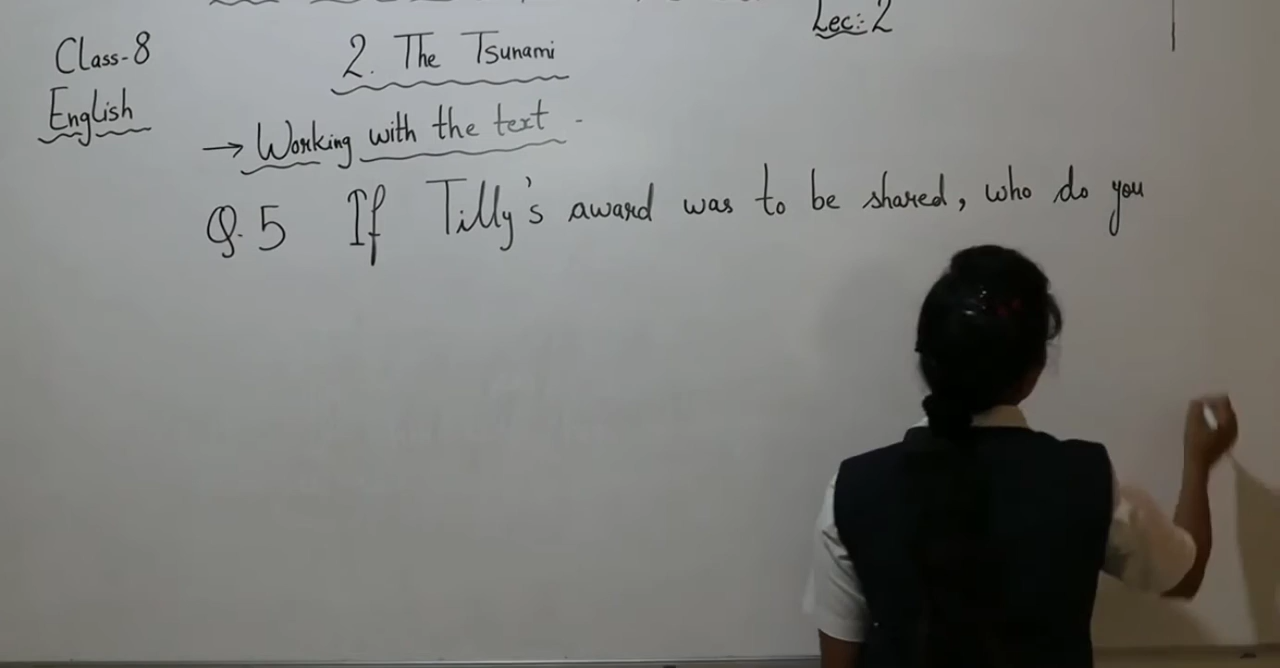 Lec:- 2
Class-8
2. The Tsunami
English
→ Working with the text -
Q.5 If Tilly's award was to be shared, who do you